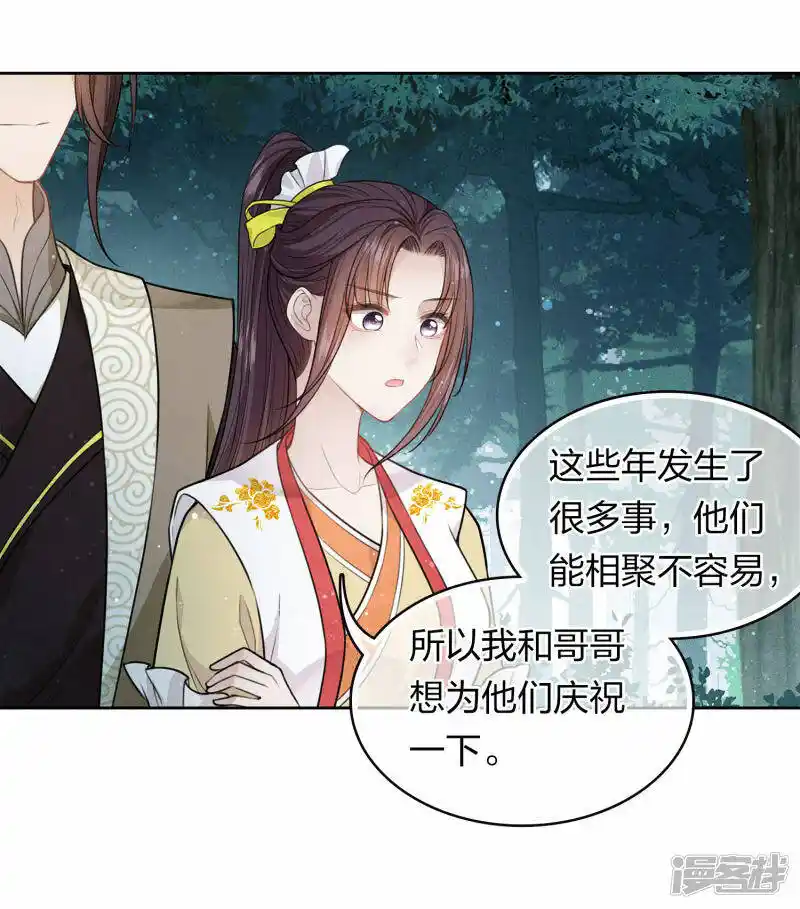 这些年发生了
很多事，他们
能相聚不容易，
所以我和哥哥
想为他们庆祝
一下。
漫客栈